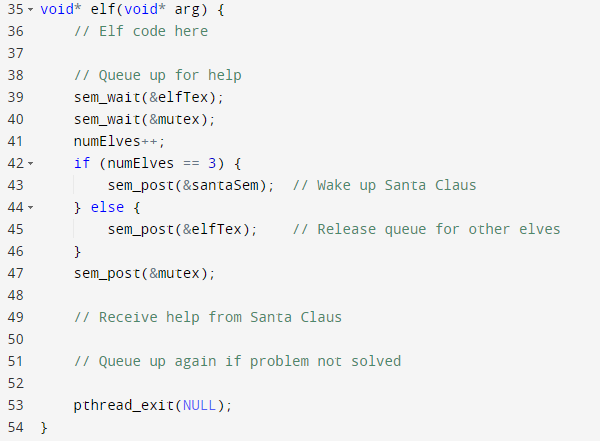 35 void* elf(void* arg) {
36     // Elf code here
37
38     // Queue up for help
39     sem_wait(&elfTex);
40     sem_wait(&mutex);
41     numElves++;
42     if (numElves == 3) {
43         sem_post(&santaSem);  // Wake up Santa Claus
44     } else {
45         sem_post(&elfTex);    // Release queue for other elves
46     }
47     sem_post(&mutex);
48
49     // Receive help from Santa Claus
50
51     // Queue up again if problem not solved
52
53     pthread_exit(NULL);
54 }